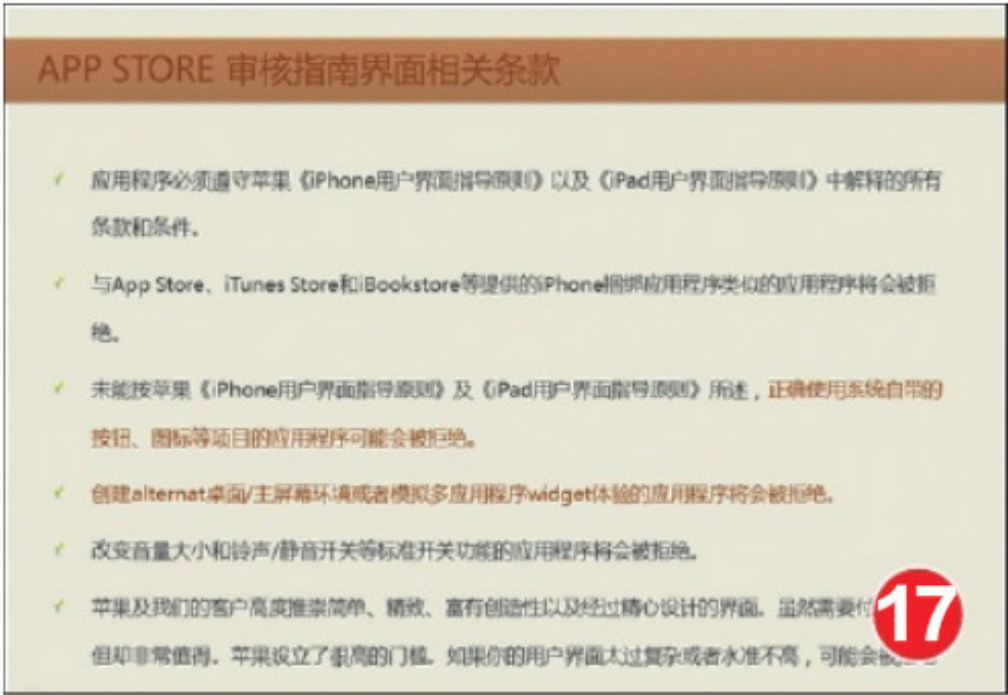 APP STORE 审核指南界面相关条款
应用程序必须遵守苹果《iPhone用户界面指导原则》以及《iPad用户界面指导原则》中解释的所有
条款和条件。
与App Store、iTunes Store和iBookstore等提供的iPhone捆绑应用程序类似的应用程序将会被拒
绝。
未能按苹果《iPhone用户界面指导原则》及《iPad用户界面指导原则》所述，正确使用系统自带的
按钮、图标等项目的应用程序可能会被拒绝。
创建alternat桌面/主屏幕环境或者模拟多应用程序widget体验的应用程序将会被拒绝。
改变音量大小和铃声/静音开关等标准开关功能的应用程序将会被拒绝。
苹果及我们的客户高度推崇简单、精致、富有创造性以及经过精心设计的界面。虽然需要付
但却非常值得。苹果设立了很高的门槛。如果你的用户界面太过复杂或者水准不高，可能会
17